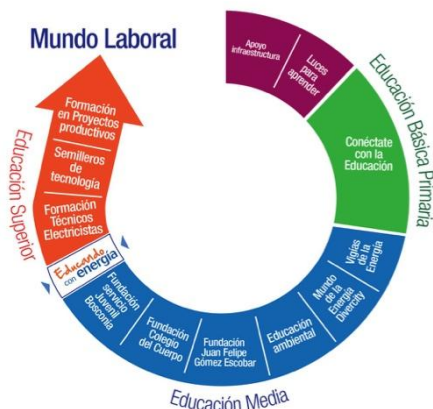 Mundo Laboral
Apoyo
infraestructura
Luces
para
aprender
Educación Básica Primaria
Conéctate con la
Educación
Vigías
de la
Energía
Mundo
de la
Energía
Divercity
Educación
ambiental
Fundación
Juan Felipe
Gómez Escobar
Fundación
Colegio
del Cuerpo
Fundación
servicio
Juvenil
Bosconia
Educación Media
Educando
con energía
Formación
Técnicos
Electricistas
Semilleros
de
tecnología
Formación
en Proyectos
productivos
Educación Superior